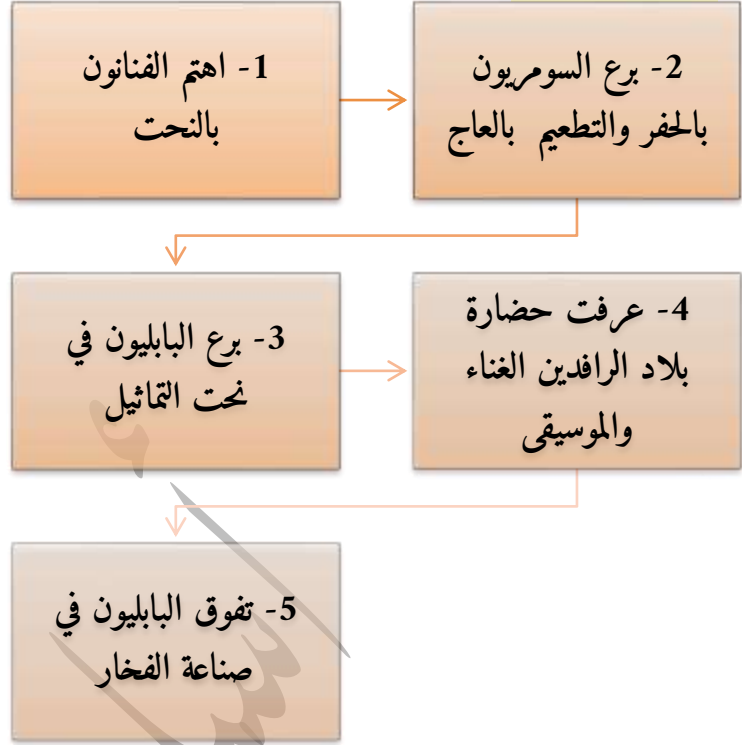 1- اهتم الفنانون
بالنحت
2- برع السومريون
بالحفر والتطعيم بالعاج
3- برع البابليون في
نحت التماثيل
4- عرفت حضارة
بلاد الرافدين الغناء
والموسيقى
5- تفوق البابليون في
صناعة الفخار